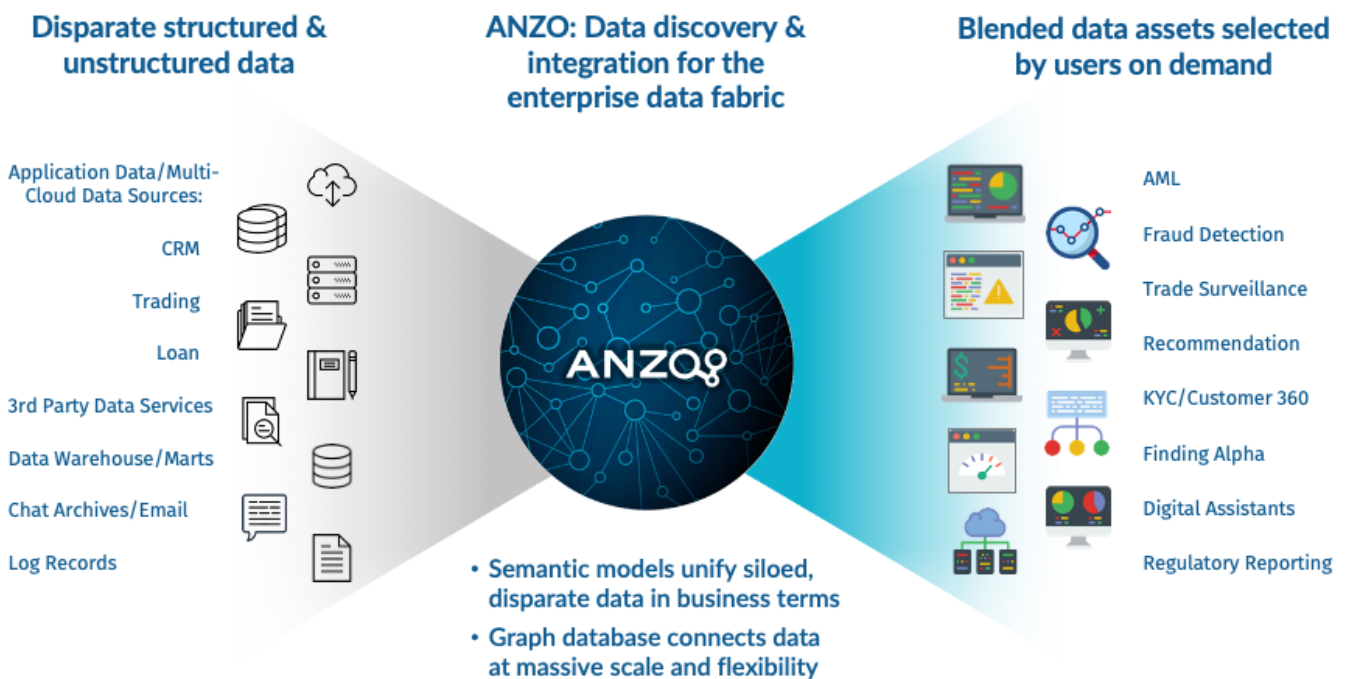 Disparate structured &
unstructured data
ANZO: Data discovery &
integration for the
enterprise data fabric
Blended data assets selected
by users on demand
Application Data/Multi-
Cloud Data Sources:
CRM
Trading
Loan
3rd Party Data Services
Data Warehouse/Marts
Chat Archives/Email
Log Records
ANZO
• Semantic models unify siloed,
disparate data in business terms
• Graph database connects data
at massive scale and flexibility
AML
Fraud Detection
Trade Surveillance
Recommendation
KYC/Customer 360
Finding Alpha
Digital Assistants
Regulatory Reporting